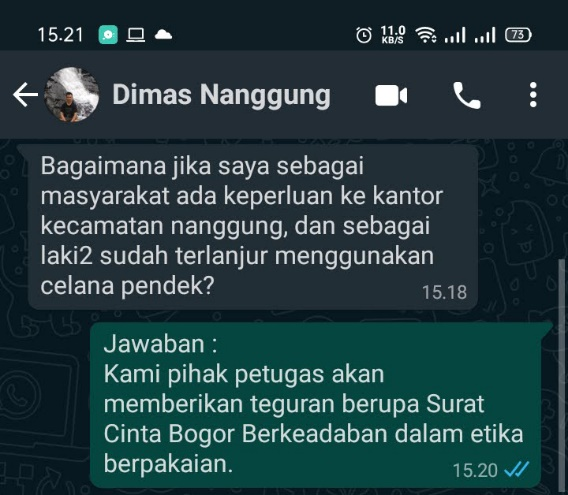 15.21
11.0
KB/S
73
Dimas Nanggung
Bagaimana jika saya sebagai
masyarakat ada keperluan ke kantor
kecamatan nanggung, dan sebagai
laki2 sudah terlanjur menggunakan
celana pendek?
15.18
Jawaban :
Kami pihak petugas akan
memberikan teguran berupa Surat
Cinta Bogor Berkeadaban dalam etika
berpakaian.
15.20